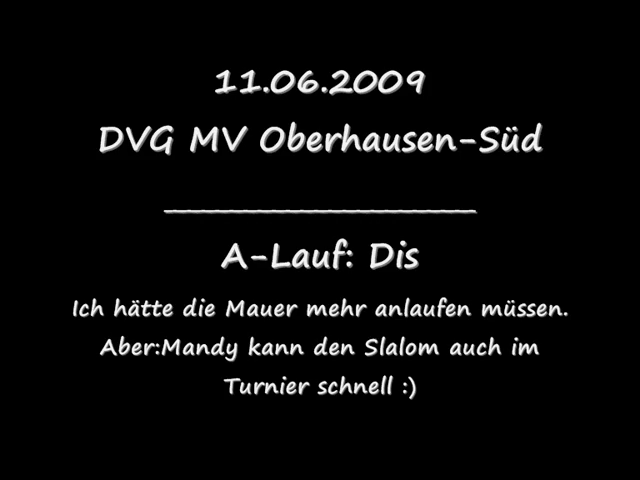 11.06.2009
DVG MV Oberhausen-Süd
A-Lauf: Dis
Ich hätte die Mauer mehr anlaufen müssen.
Aber:Mandy kann den Slalom auch im
Turnier schnell :)